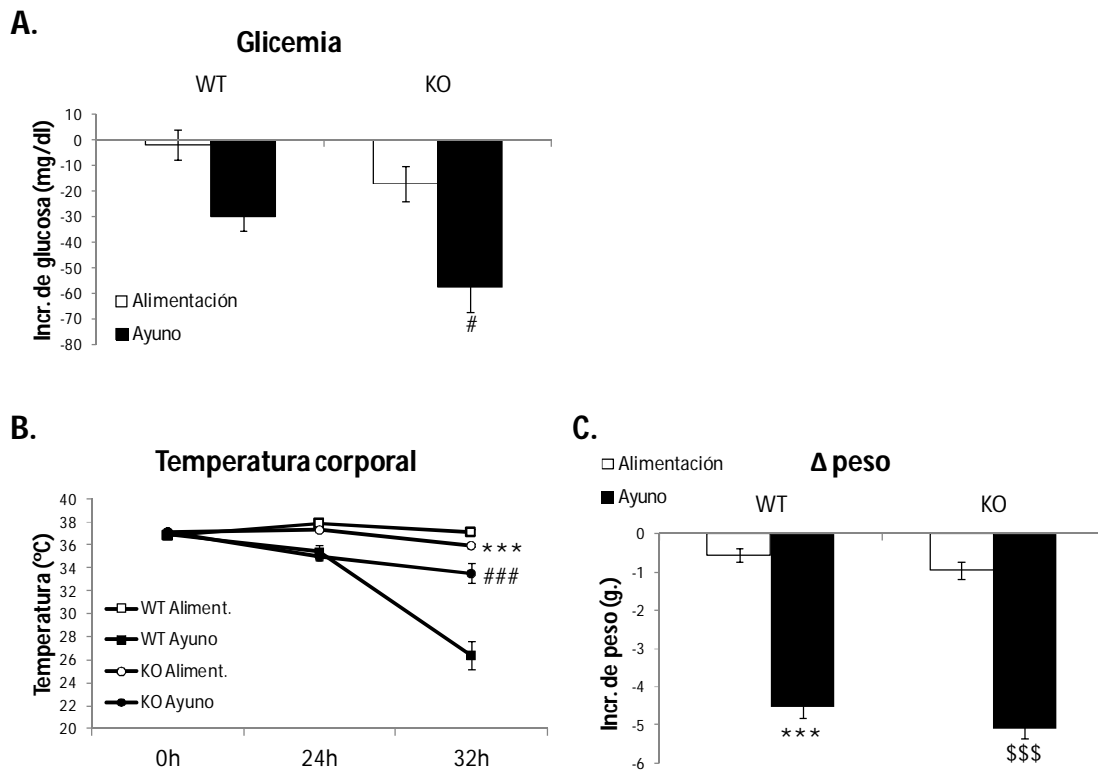 A.
Glicemia
WT KO
Incr. de glucosa (mg/dl)
10
0
-10
-20
-30
-40
-50
-60
-70
-80
Alimentación
Ayuno
#
B.
Temperatura corporal
Temperatura (ºC)
40
38
36
34
32
30
28
26
24
22
20
***
###
WT Aliment.
WT Ayuno
KO Aliment.
KO Ayuno
0h 24h 32h
C.
Δ peso
Alimentación
Ayuno
WT KO
Incr. de peso (g.)
0
-1
-2
-3
-4
-5
-6
***
$$$